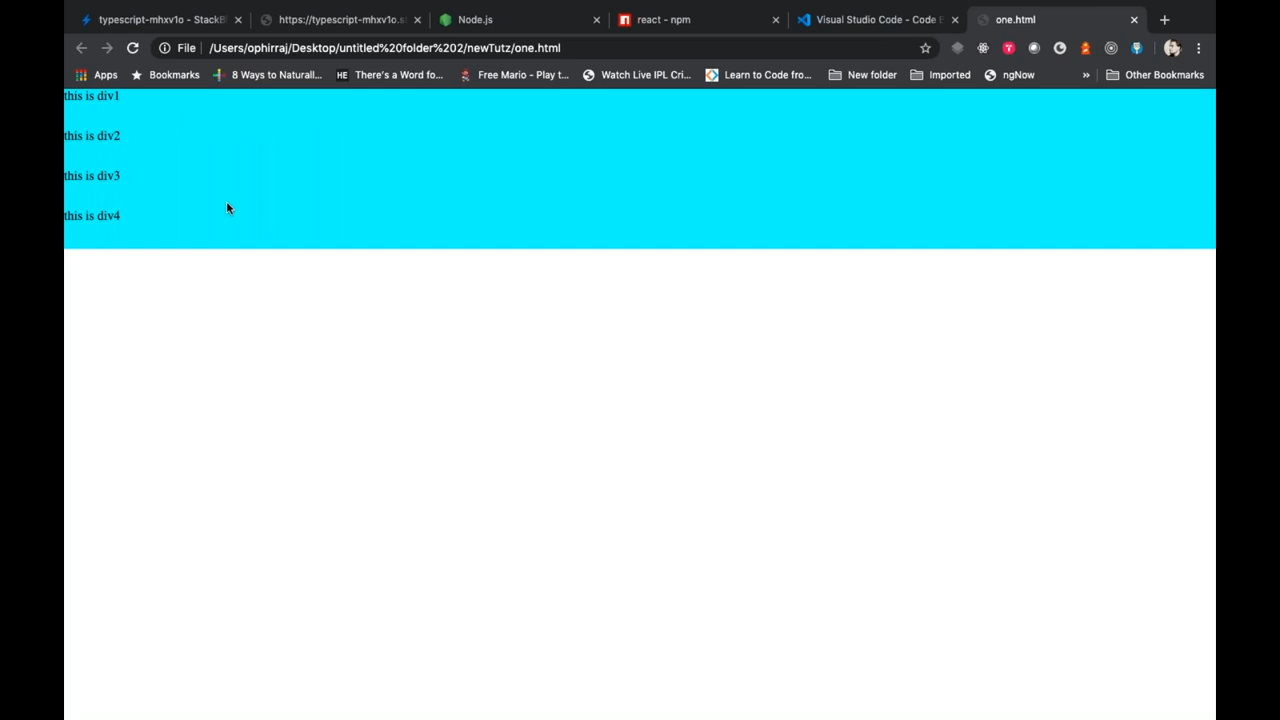 typescript-mhxv1o - StackB
https://typescript-mhxv1o.s
Node.js
react - npm
Visual Studio Code - Code E
one.html
File
/Users/ophirraj/Desktop/untitled%20folder%202/newTutz/one.html
Apps
Bookmarks
8 Ways to Naturall...
HE There's a Word fo...
Free Mario - Play t...
Watch Live IPL Cri...
Learn to Code fro...
New folder
Imported
ngNow
»
Other Bookmarks
this is div1
this is div2
this is div3
this is div4